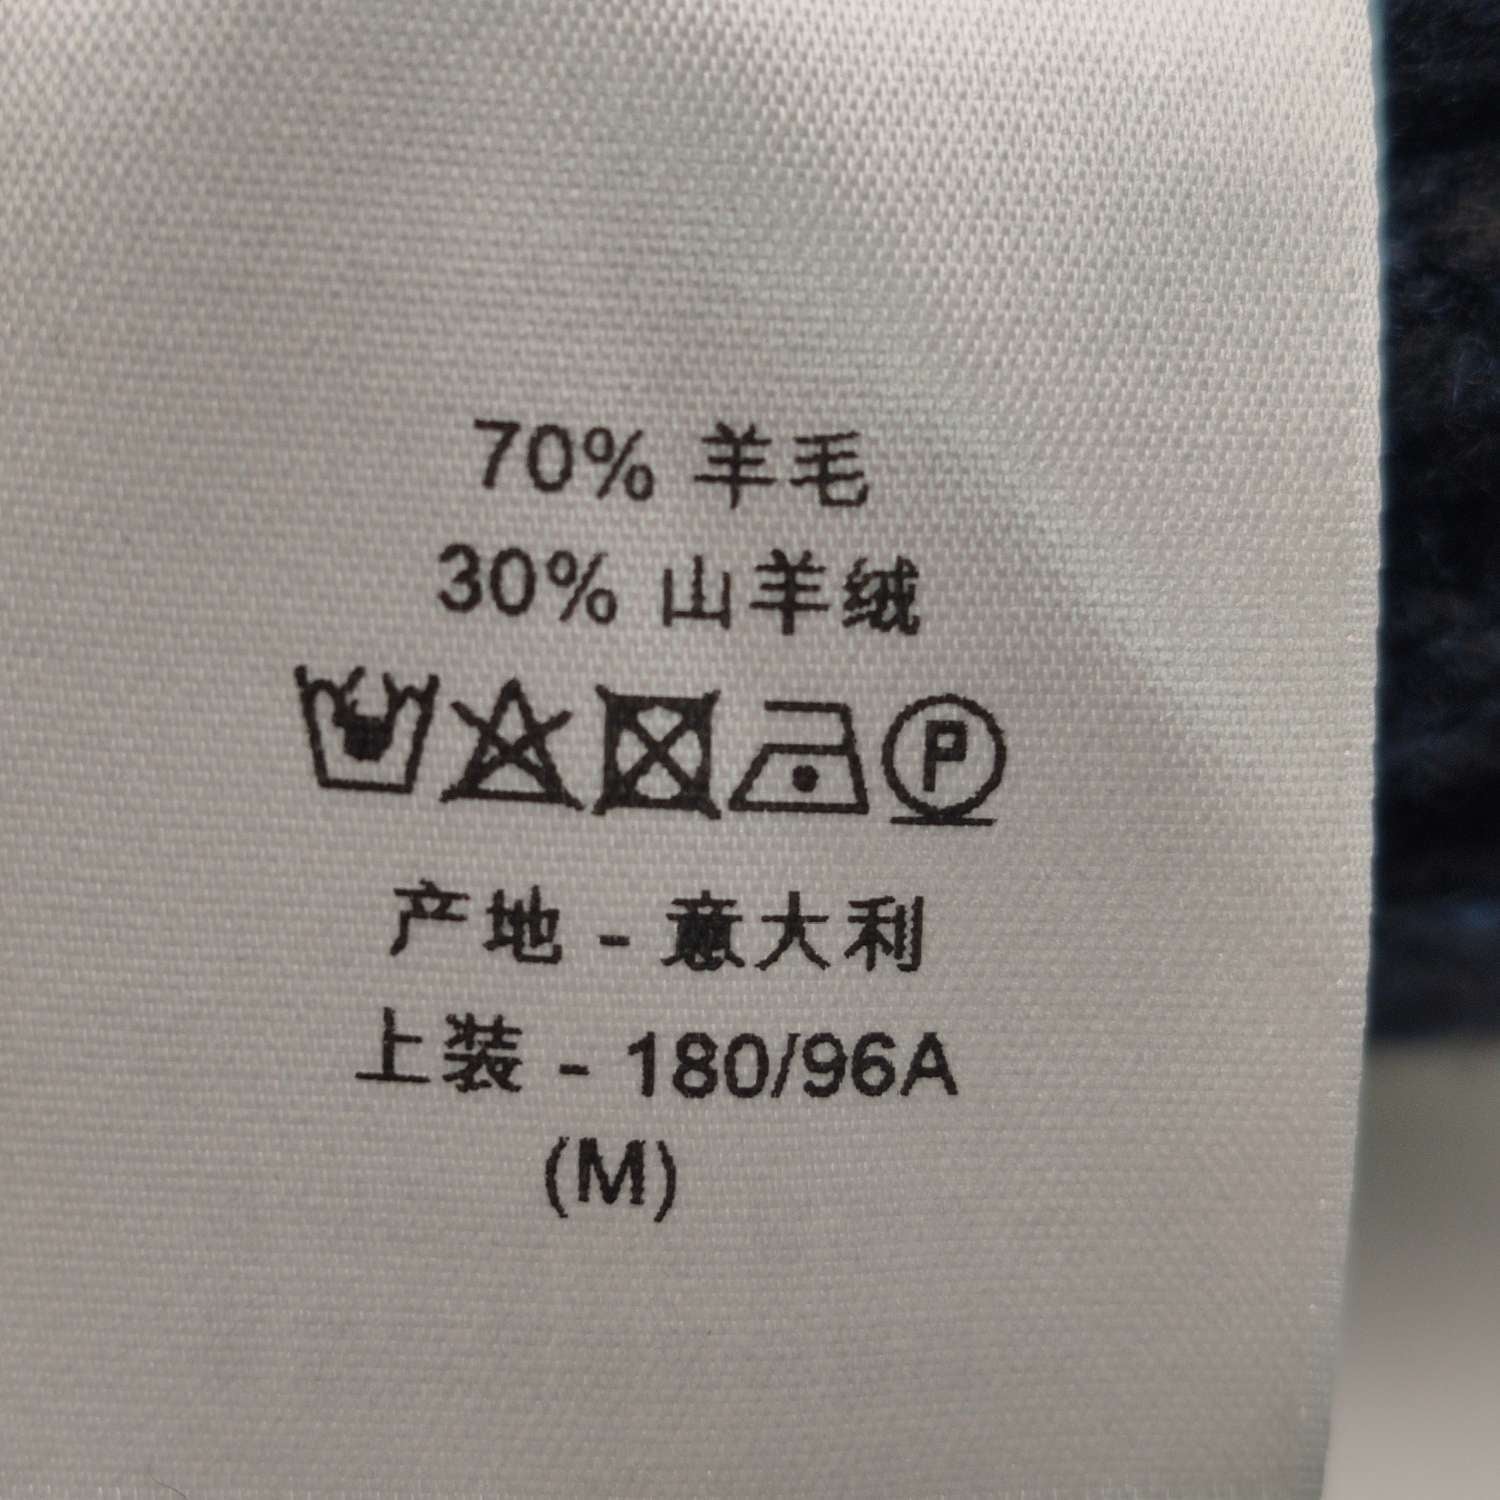 70% 羊毛
30% 山羊绒
P
产地 - 意大利
上装 - 180/96A
(M)